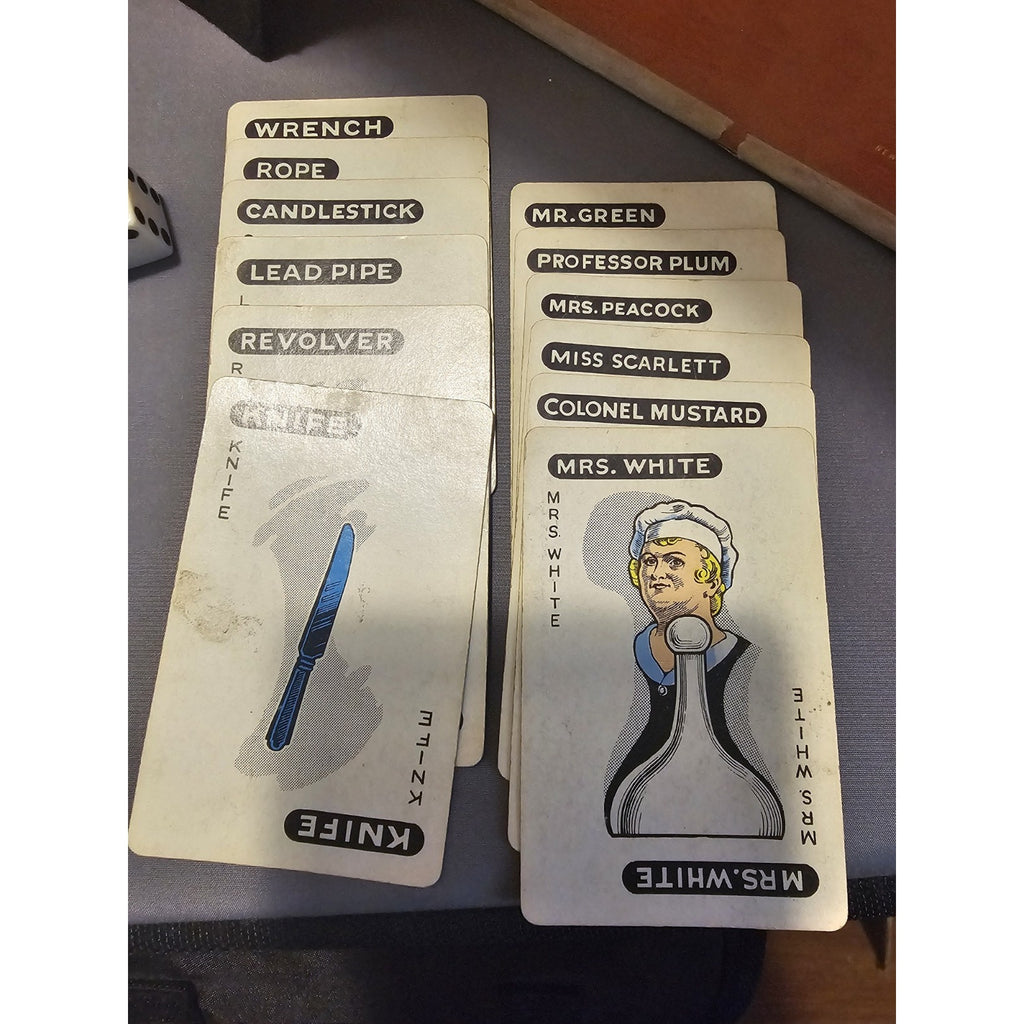 WRENCH
ROPE
CANDLESTICK
LEAD PIPE
L
REVOLVER
R
KNIFE
KNIFE
KNIFE
KNIFE
MR. GREEN
PROFESSOR PLUM
MRS. PEACOCK
MISS SCARLETT
COLONEL MUSTARD
MRS. WHITE
MRS. WHITE
MRS. WHITE
MRS. WHITE